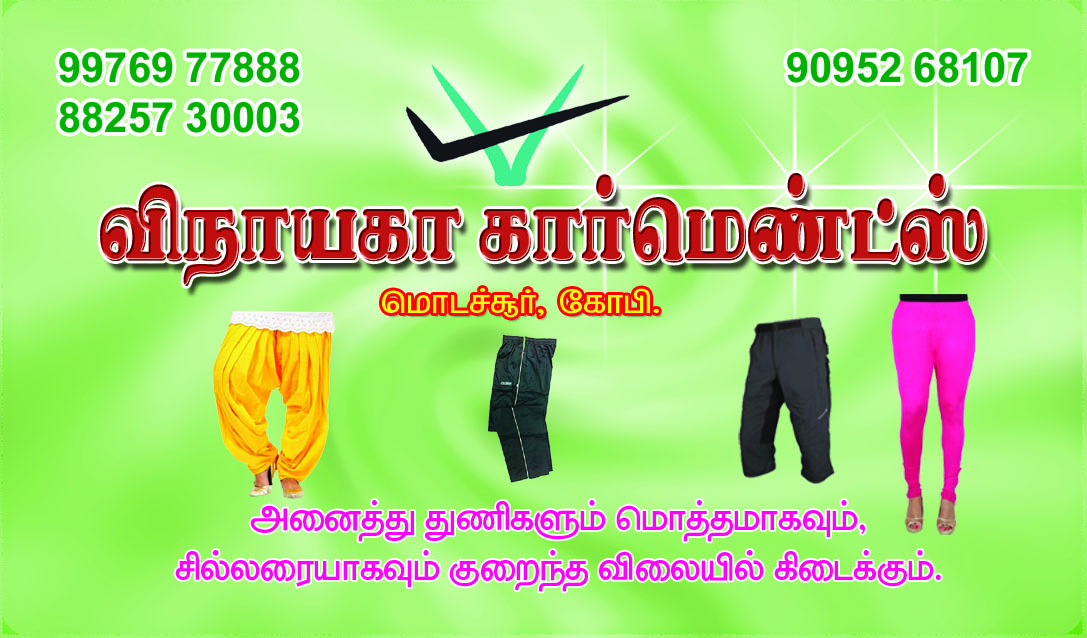 99769 77888
88257 30003
90952 68107
விநாயகா கார்மெண்ட்ஸ்
மொடச்சூர், கோபி.
அனைத்து துணிகளும் மொத்தமாகவும்,
சில்லரையாகவும் குறைந்த விலையில் கிடைக்கும்.